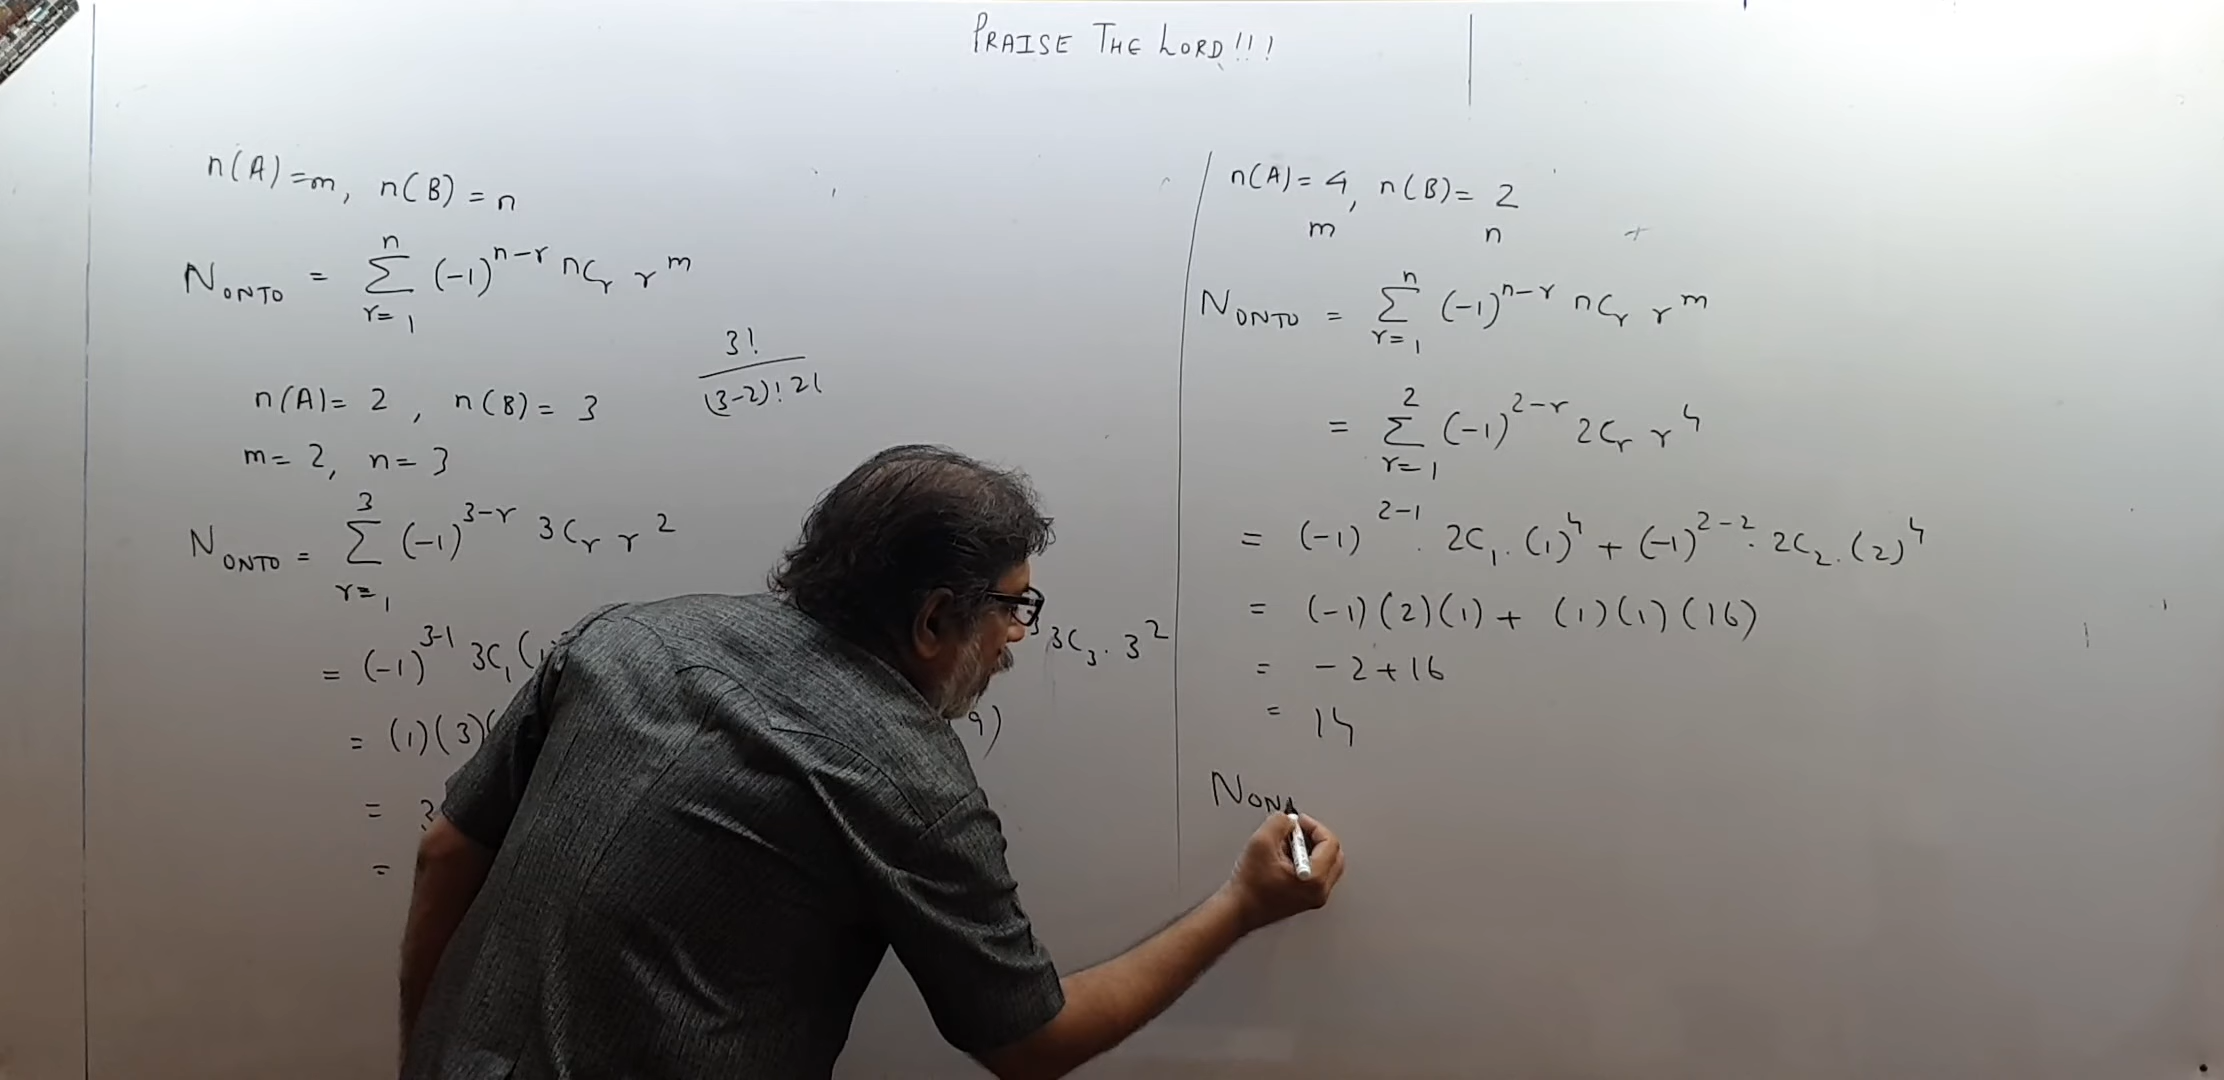 PRAISE THE LORD!!!
n(A)=m, n(B)=n
N_ONTO = Σ_{r=1}^{n} (-1)^{n-r} nC_r r^m
3!/(3-2)!2!
n(A)= 2, n(B)= 3
m= 2, n= 3
N_ONTO = Σ_{r=1}^{3} (-1)^{3-r} 3C_r r^2
= (-1)^{3-1} 3C_1 (1 3C_3. 3^2
= (1)(3)( 9)
=
=
n(A)= 4, n(B)= 2
m n
N_ONTO = Σ_{r=1}^{n} (-1)^{n-r} nC_r r^m
= Σ_{r=1}^{2} (-1)^{2-r} 2C_r r^4
= (-1)^{2-1}. 2C_1. (1)^4 + (-1)^{2-2}. 2C_2. (2)^4
= (-1)(2)(1) + (1)(1)(16)
= -2+16
= 14
N_ON